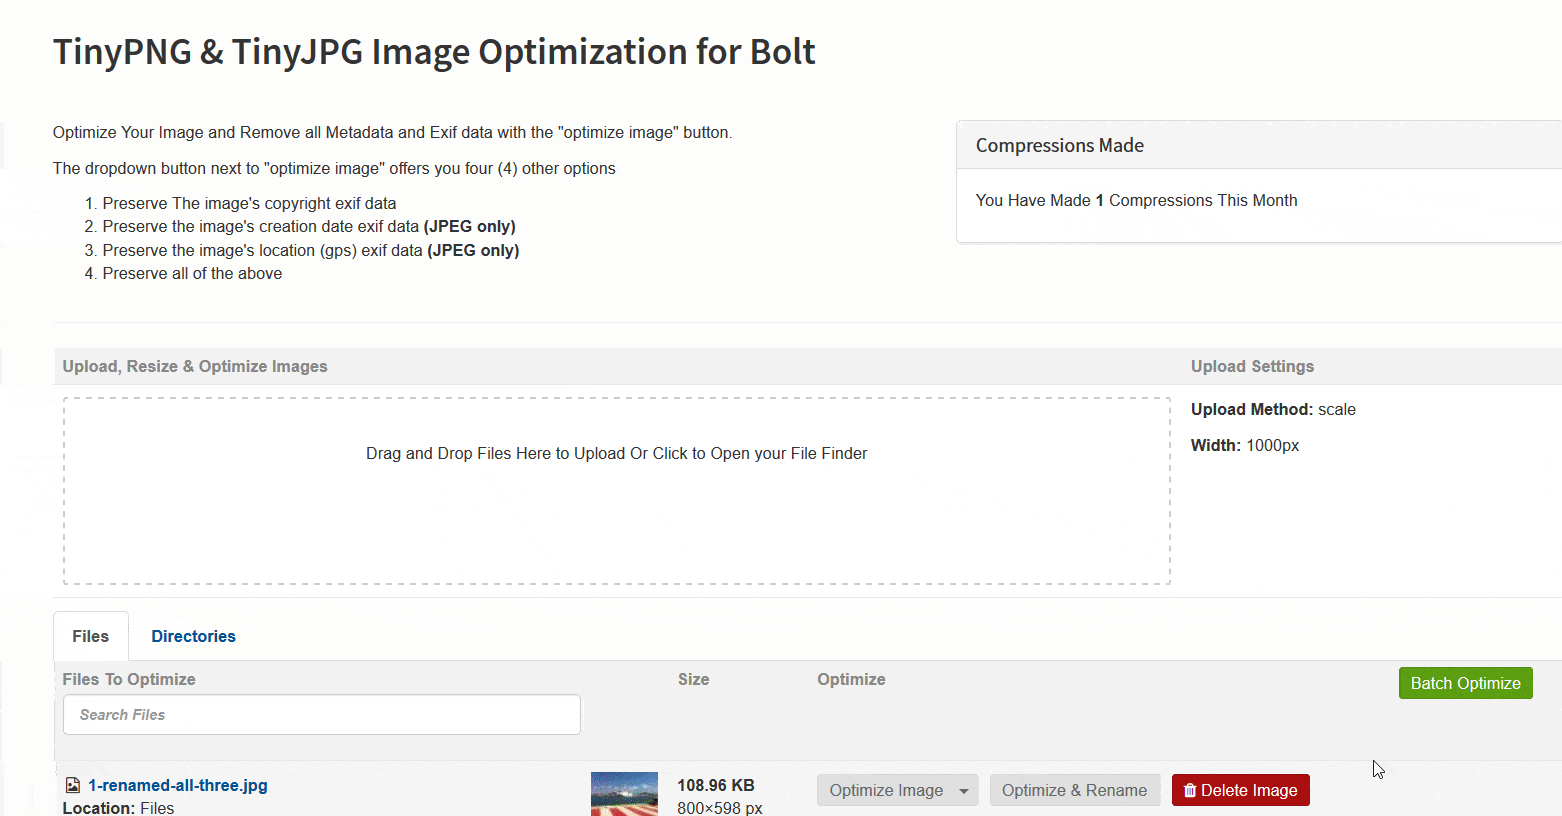 TinyPNG & TinyJPG Image Optimization for Bolt
Optimize Your Image and Remove all Metadata and Exif data with the "optimize image" button.
The dropdown button next to "optimize image" offers you four (4) other options
1. Preserve The image's copyright exif data
2. Preserve the image's creation date exif data (JPEG only)
3. Preserve the image's location (gps) exif data (JPEG only)
4. Preserve all of the above
Compressions Made
You Have Made 1 Compressions This Month
Upload, Resize & Optimize Images
Upload Settings
Drag and Drop Files Here to Upload Or Click to Open your File Finder
Upload Method: scale
Width: 1000px
Files
Directories
Files To Optimize
Size
Optimize
Batch Optimize
Search Files
1-renamed-all-three.jpg
Location: Files
108.96 KB
800×598 px
Optimize Image
Optimize & Rename
Delete Image